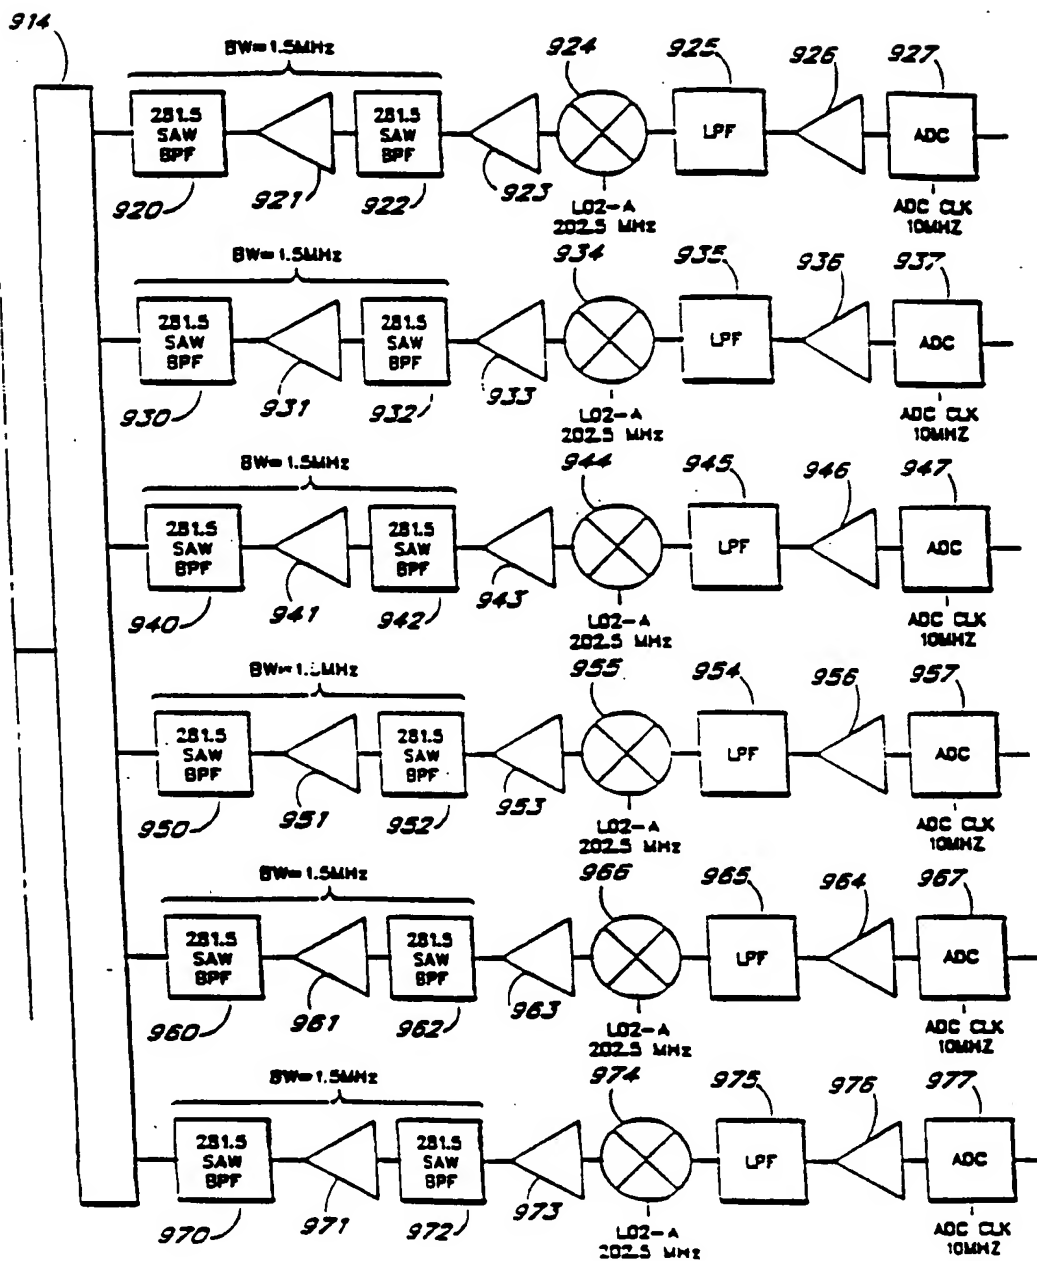 914
BW=1.5MHz
924
925
926
927
281.5
SAW
BPF
281.5
SAW
BPF
LPF
ADC
920
921
922
923
LO2-A
202.5 MHz
ADC CLK
10MHZ
BW=1.5MHz
934
935
936
937
281.5
SAW
BPF
281.5
SAW
BPF
LPF
ADC
930
931
932
933
LO2-A
202.5 MHz
ADC CLK
10MHZ
BW=1.5MHz
944
945
946
947
281.5
SAW
BPF
281.5
SAW
BPF
LPF
ADC
940
941
942
943
LO2-A
202.5 MHz
ADC CLK
10MHZ
BW=1.5MHz
955
954
956
957
281.5
SAW
BPF
281.5
SAW
BPF
LPF
ADC
950
951
952
953
LO2-A
202.5 MHz
ADC CLK
10MHZ
BW=1.5MHz
966
965
964
967
281.5
SAW
BPF
281.5
SAW
BPF
LPF
ADC
960
961
962
963
LO2-A
202.5 MHz
ADC CLK
10MHZ
BW=1.5MHz
974
975
976
977
281.5
SAW
BPF
281.5
SAW
BPF
LPF
ADC
970
971
972
973
LO2-A
202.5 MHz
ADC CLK
10MHZ